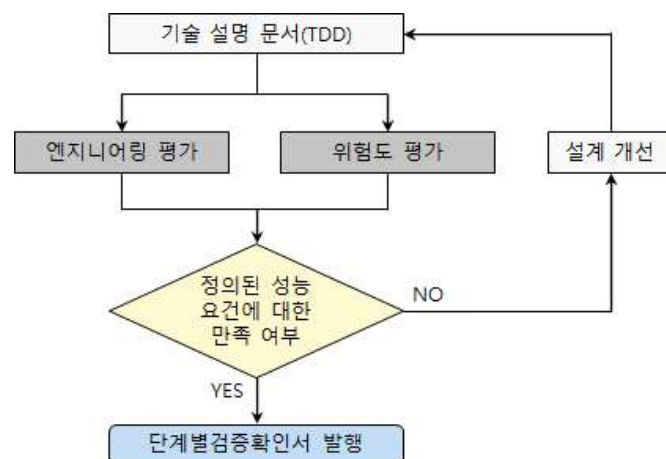 기술 설명 문서(TDD)
엔지니어링 평가
위험도 평가
설계 개선
정의된 성능
요건에 대한
만족 여부
NO
YES
단계별검증확인서 발행